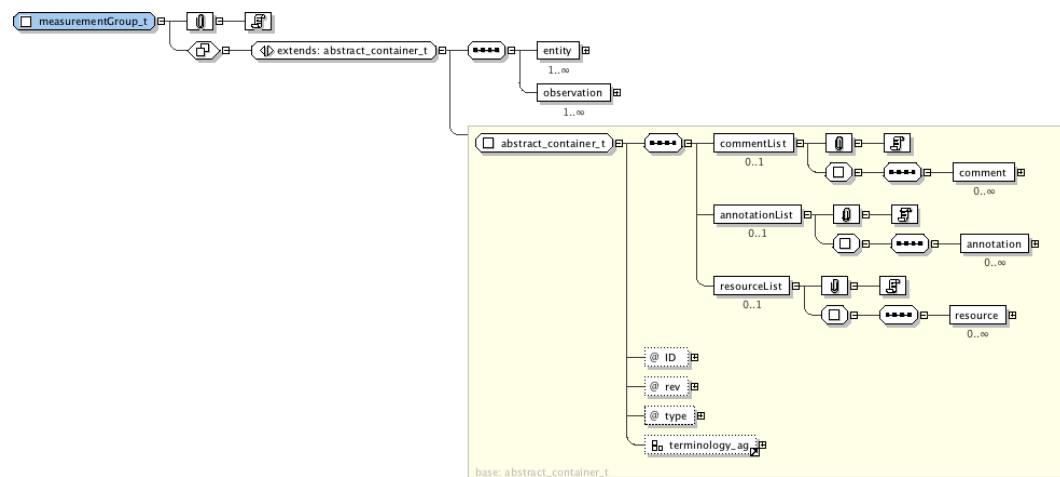 measurementGroup_t
extends: abstract_container_t
entity
1..∞
observation
1..∞
abstract_container_t
commentList
0..1
comment
0..∞
annotationList
0..1
annotation
0..∞
resourceList
0..1
resource
0..∞
@ ID
@ rev
@ type
terminology_ag
base: abstract_container_t